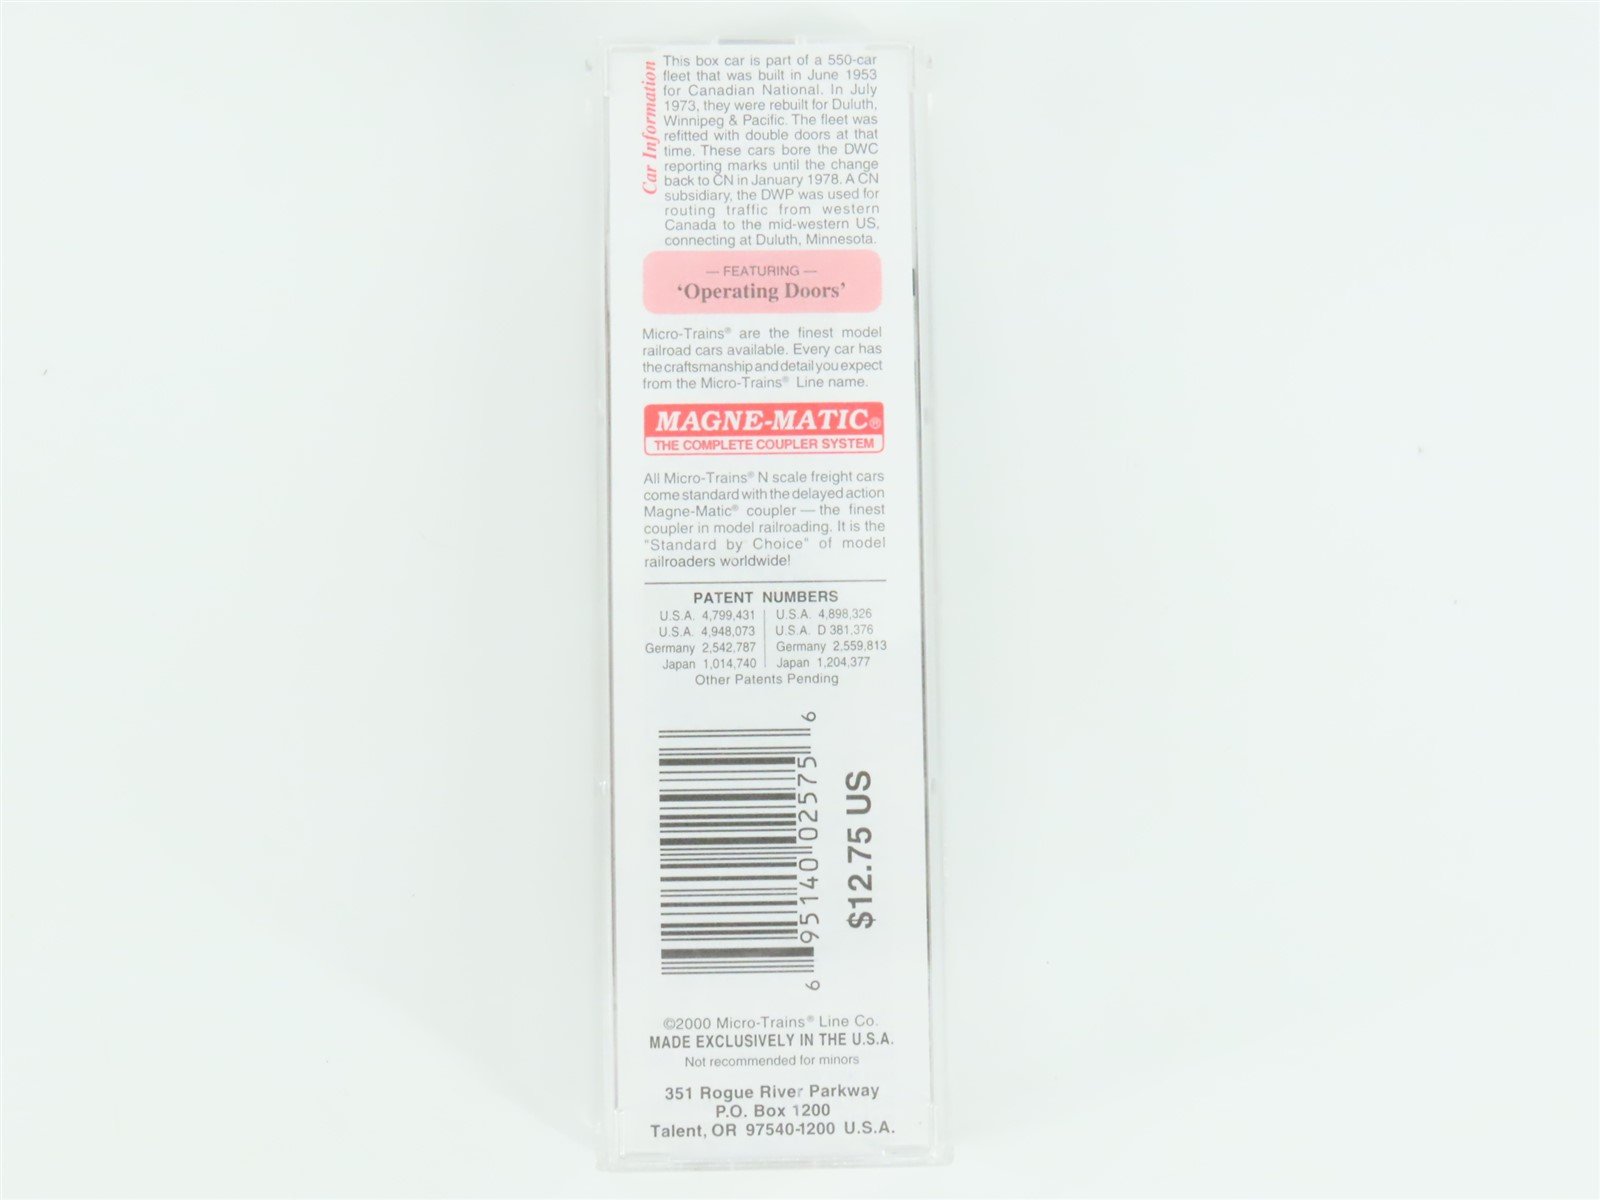 Car Information
This box car is part of a 550-car
fleet that was built in June 1953
for Canadian National. In July
1973, they were rebuilt for Duluth,
Winnipeg & Pacific. The fleet was
refitted with double doors at that
time. These cars bore the DWC
reporting marks until the change
back to CN in January 1978. A CN
subsidiary, the DWP was used for
routing traffic from western
Canada to the mid-western US,
connecting at Duluth, Minnesota.
— FEATURING —
‘Operating Doors’
Micro-Trains® are the finest model
railroad cars available. Every car has
the craftsmanship and detail you expect
from the Micro-Trains® Line name.
MAGNE-MATIC®
THE COMPLETE COUPLER SYSTEM
All Micro-Trains® N scale freight cars
come standard with the delayed action
Magne-Matic® coupler — the finest
coupler in model railroading. It is the
"Standard by Choice" of model
railroaders worldwide!
PATENT NUMBERS
U.S.A. 4,799,431 U.S.A. 4,898,326
U.S.A. 4,948,073 U.S.A. D 381,376
Germany 2,542,787 Germany 2,559,813
Japan 1,014,740 Japan 1,204,377
Other Patents Pending
6 95140 02575 6
$12.75 US
©2000 Micro-Trains® Line Co.
MADE EXCLUSIVELY IN THE U.S.A.
Not recommended for minors
351 Rogue River Parkway
P.O. Box 1200
Talent, OR 97540-1200 U.S.A.